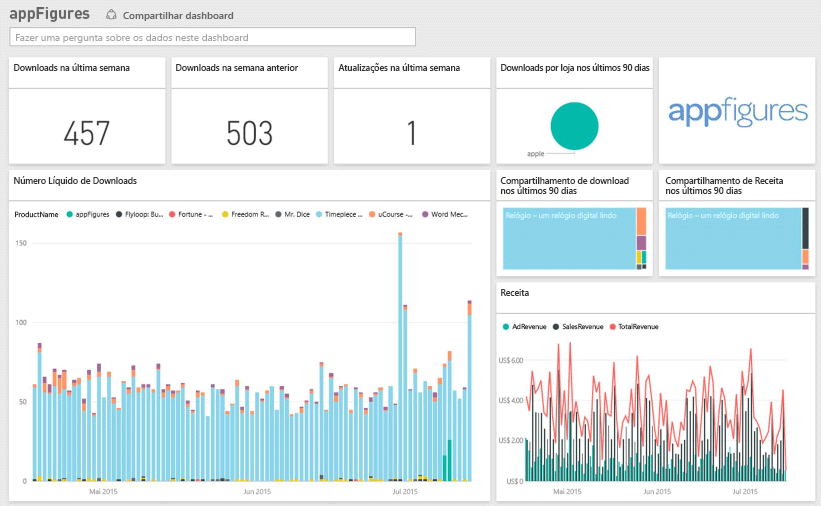 appFigures
Compartilhar dashboard
Fazer uma pergunta sobre os dados neste dashboard
Downloads na última semana
457
Downloads na semana anterior
503
Atualizações na última semana
1
Downloads por loja nos últimos 90 dias
apple
appfigures
Número Líquido de Downloads
ProductName appFigures Flyloop: Bu... Fortune - ... Freedom R... Mr. Dice Timepiece ... uCourse -... Word Mec...
150
100
50
0
Mai 2015 Jun 2015 Jul 2015
Compartilhamento de download
nos últimos 90 dias
Relógio – um relógio digital lindo
Compartilhamento de Receita
nos últimos 90 dias
Relógio – um relógio digital lindo
Receita
AdRevenue SalesRevenue TotalRevenue
US$ 6,00
US$ 4,00
US$ 2,00
US$ 0
Mai 2015 Jun 2015 Jul 2015